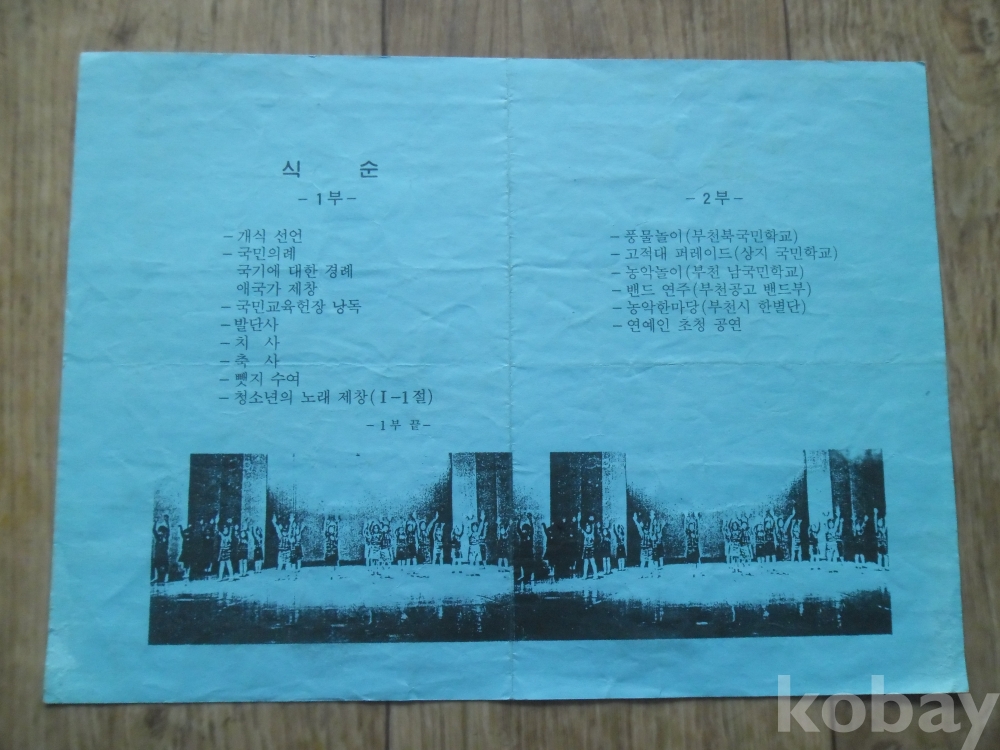 식 순
- 1 부 -
- 개식 선언
- 국민의례
국기에 대한 경례
애국가 제창
- 국민교육헌장 낭독
- 발단사
- 치 사
- 축 사
- 뺏지 수여
- 청소년의 노래 제창(I-1절)
- 1 부 끝 -
- 2 부 -
- 풍물놀이(부천북국민학교)
- 고적대 퍼레이드(상지 국민학교)
- 농악놀이(부천 남국민학교)
- 밴드 연주(부천공고 밴드부)
- 농악한마당(부천시 한별단)
- 연예인 초청 공연
kobay